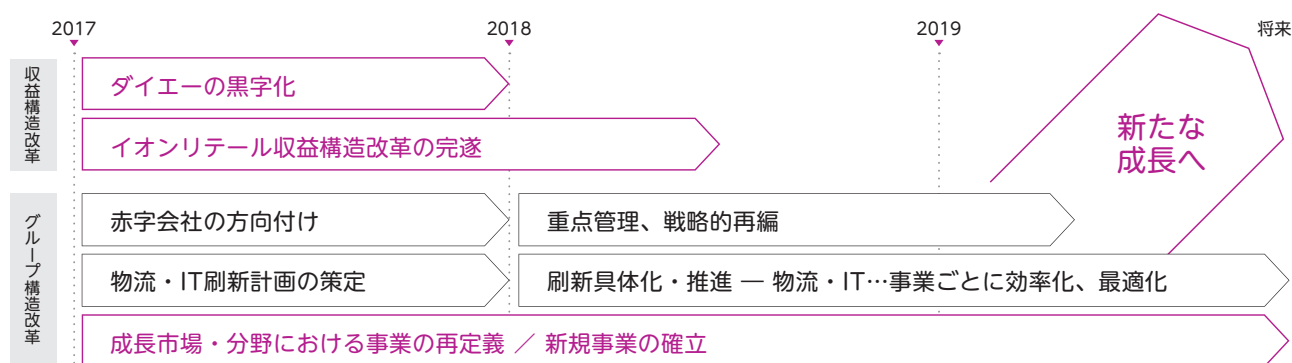 2017
2018
2019
将来
収益構造改革
ダイエーの黒字化
イオンリテール収益構造改革の完遂
新たな
成長へ
グループ構造改革
赤字会社の方向付け
重点管理、戦略的再編
物流・IT刷新計画の策定
刷新具体化・推進 ― 物流・IT…事業ごとに効率化、最適化
成長市場・分野における事業の再定義 ／ 新規事業の確立